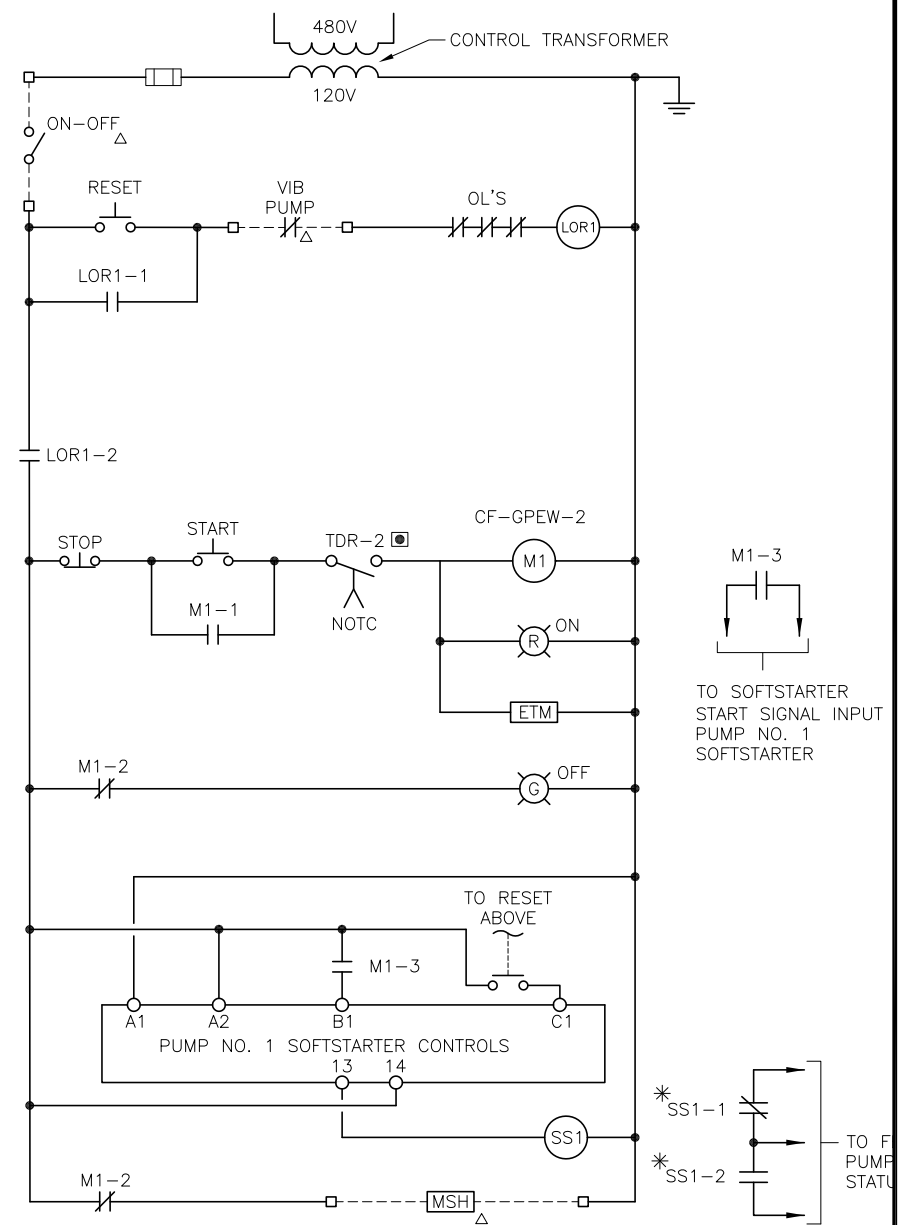 480V
CONTROL TRANSFORMER
120V
ON-OFF
RESET
VIB
PUMP
OL'S
LOR1
LOR1-1
LOR1-2
STOP
START
TDR-2
CF-GPEW-2
M1
M1-1
NOTC
R
ON
ETM
M1-3
TO SOFTSTARTER
START SIGNAL INPUT
PUMP NO. 1
SOFTSTARTER
M1-2
G
OFF
TO RESET
ABOVE
M1-3
A1
A2
B1
C1
PUMP NO. 1 SOFTSTARTER CONTROLS
13
14
SS1
*SS1-1
*SS1-2
TO F
PUMP
STATU
M1-2
MSH